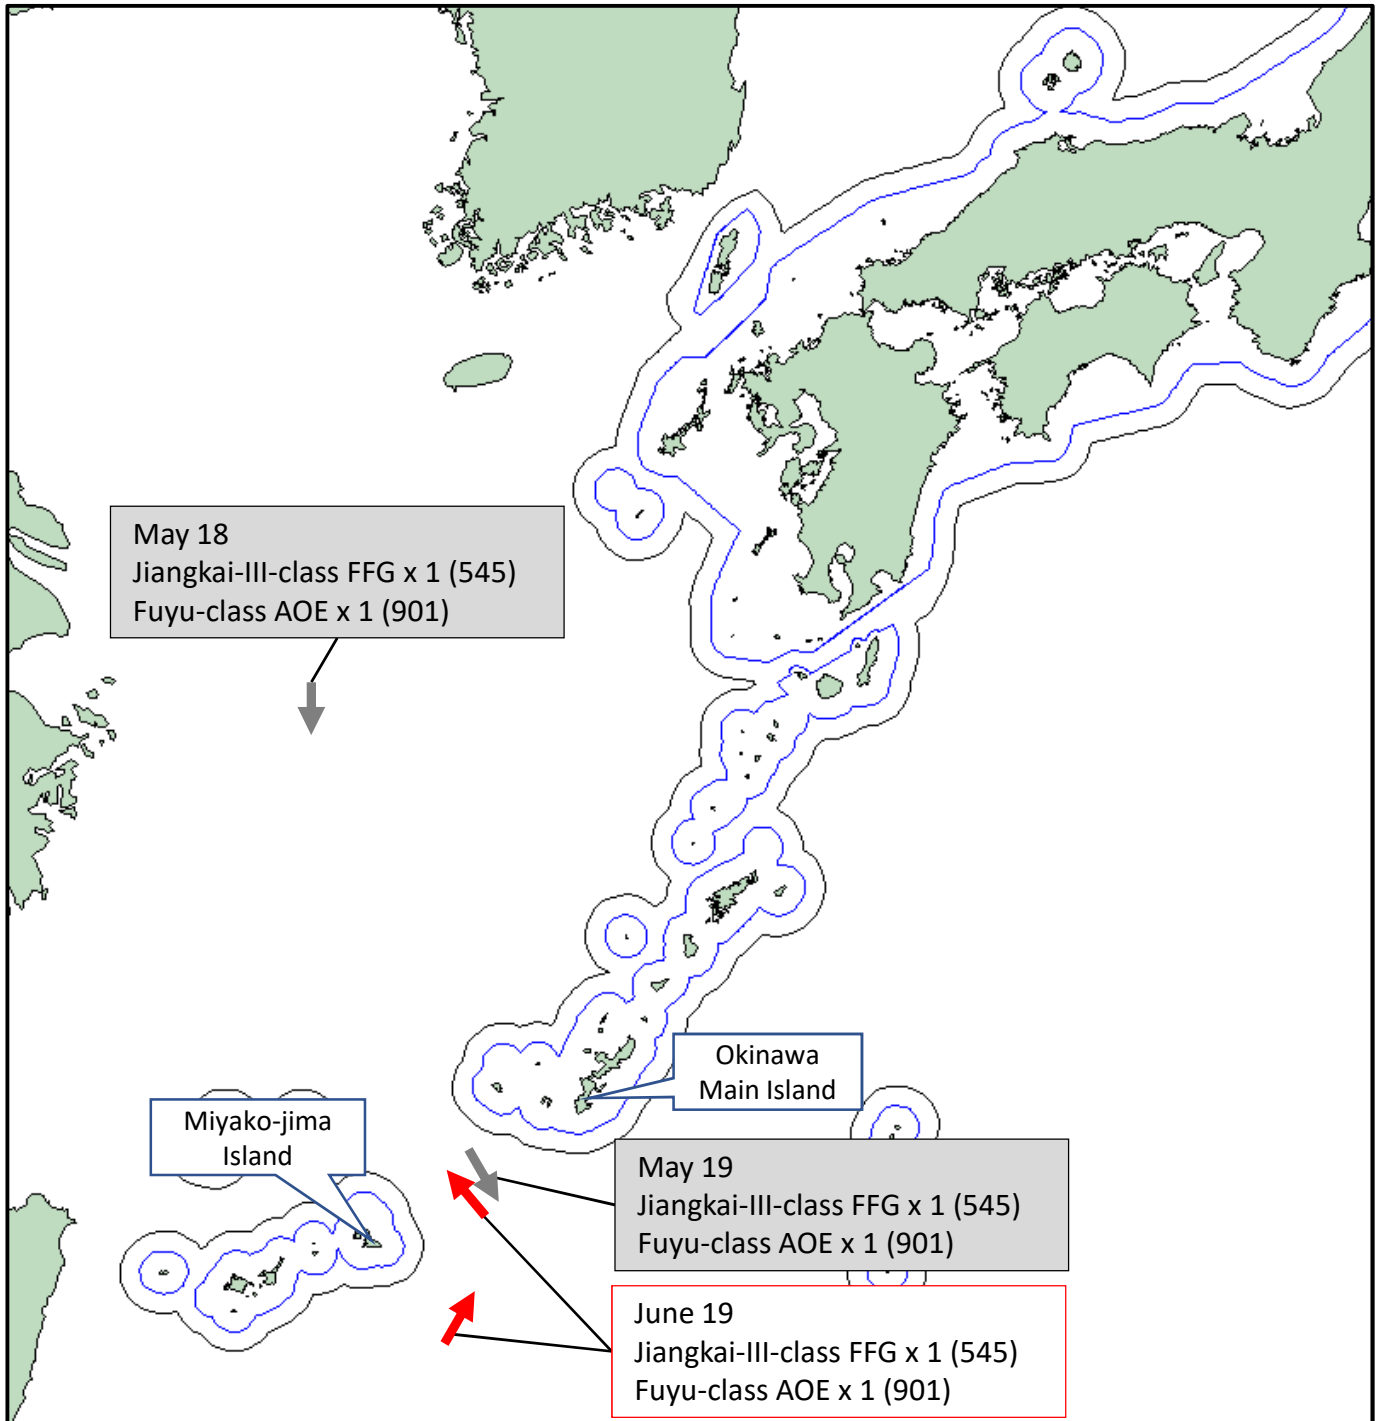 May 18
Jiangkai-III-class FFG x 1 (545)
Fuyu-class AOE x 1 (901)
Okinawa
Main Island
Miyako-jima
Island
May 19
Jiangkai-III-class FFG x 1 (545)
Fuyu-class AOE x 1 (901)
June 19
Jiangkai-III-class FFG x 1 (545)
Fuyu-class AOE x 1 (901)